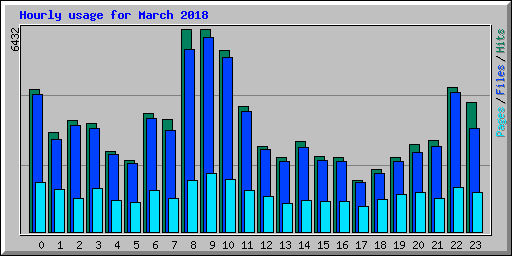 Hourly usage for March 2018
6432
Pages / Files / Hits
0 1 2 3 4 5 6 7 8 9 10 11 12 13 14 15 16 17 18 19 20 21 22 23